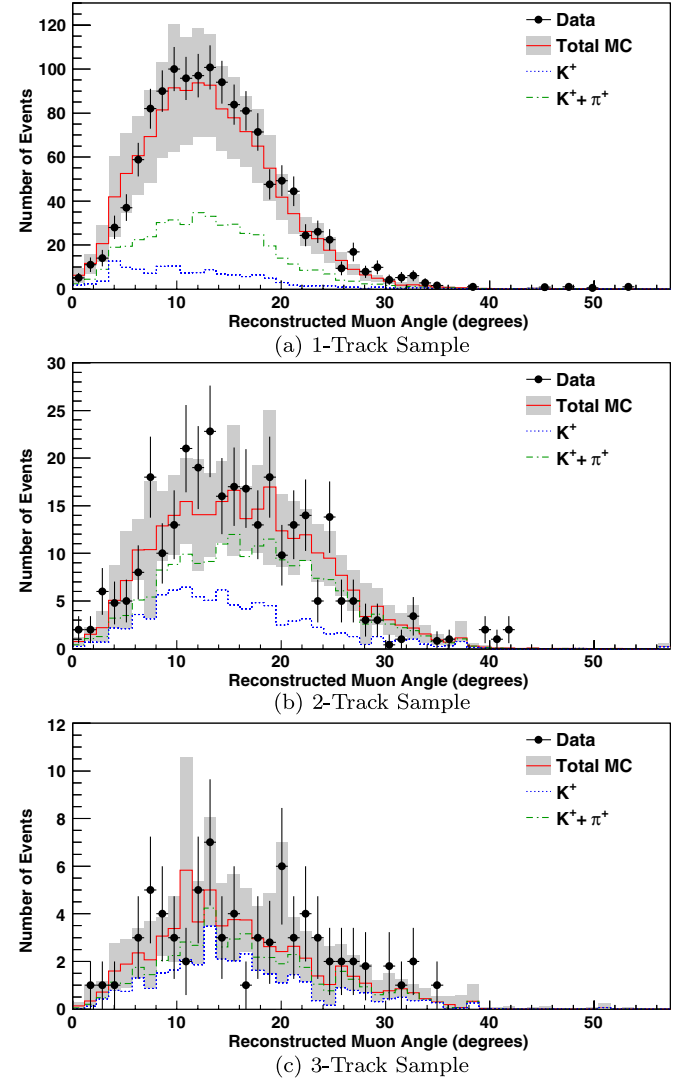 120
100
80
60
40
20
0
Number of Events
Data
Total MC
K+
K+ + π+
0 10 20 30 40 50
Reconstructed Muon Angle (degrees)
(a) 1-Track Sample
30
25
20
15
10
5
0
Number of Events
Data
Total MC
K+
K+ + π+
0 10 20 30 40 50
Reconstructed Muon Angle (degrees)
(b) 2-Track Sample
12
10
8
6
4
2
0
Number of Events
Data
Total MC
K+
K+ + π+
0 10 20 30 40 50
Reconstructed Muon Angle (degrees)
(c) 3-Track Sample